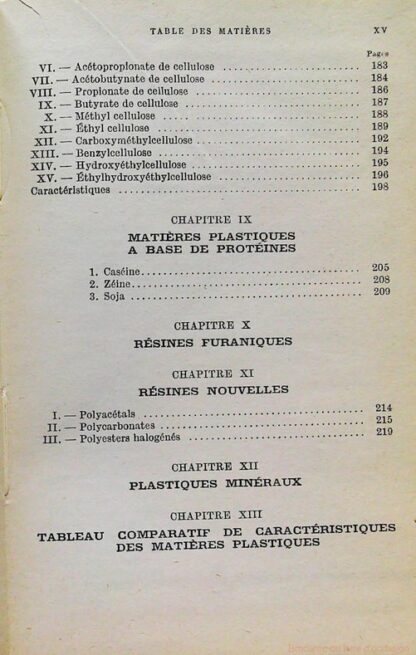 TABLE DES MATIÈRES XV
Pages
VI. — Acétopropionate de cellulose ........ 183
VII. — Acétobutynate de cellulose ........ 184
VIII. — Propionate de cellulose ........ 186
IX. — Butyrate de cellulose ........ 187
X. — Méthyl cellulose ........ 188
XI. — Éthyl cellulose ........ 189
XII. — Carboxyméthylcellulose ........ 192
XIII. — Benzylcellulose ........ 194
XIV. — Hydroxyéthylcellulose ........ 195
XV. — Éthylhydroxyéthylcellulose ........ 196
Caractéristiques ........ 198
CHAPITRE IX
MATIÈRES PLASTIQUES
A BASE DE PROTÉINES
1. Caséine ........ 205
2. Zéine ........ 208
3. Soja ........ 209
CHAPITRE X
RÉSINES FURANIQUES
CHAPITRE XI
RÉSINES NOUVELLES
I. — Polyacétals ........ 214
II. — Polycarbonates ........ 215
III. — Polyesters halogénés ........ 219
CHAPITRE XII
PLASTIQUES MINÉRAUX
CHAPITRE XIII
TABLEAU COMPARATIF DE CARACTÉRISTIQUES
DES MATIÈRES PLASTIQUES